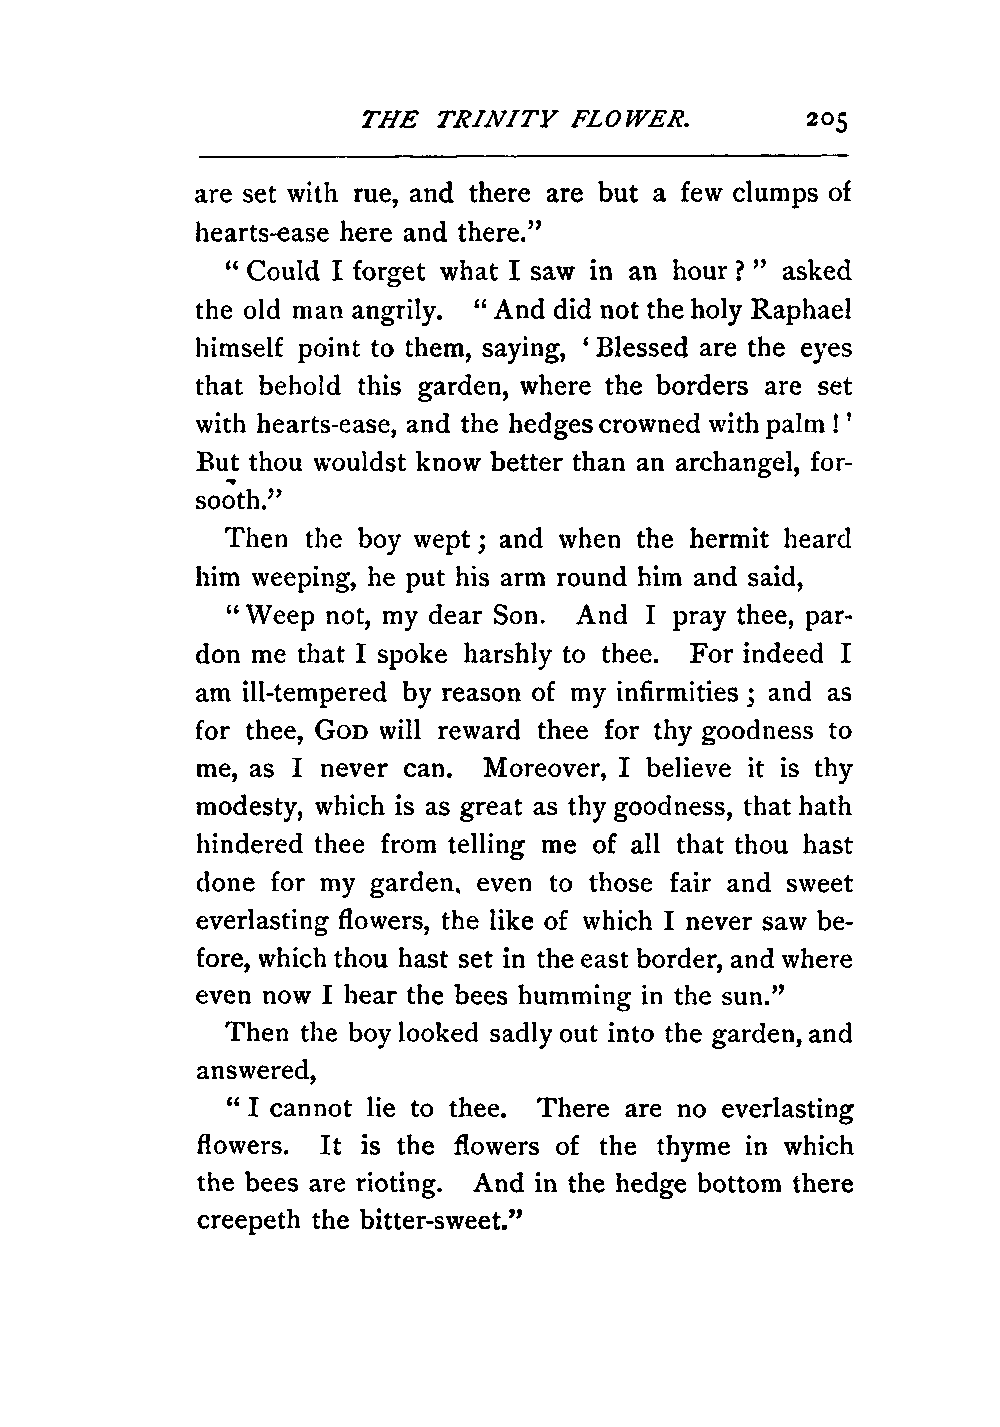 THE TRINITY FLOWER. 205
are set with rue, and there are but a few clumps of
hearts-ease here and there."
"Could I forget what I saw in an hour?" asked
the old man angrily. "And did not the holy Raphael
himself point to them, saying, 'Blessed are the eyes
that behold this garden, where the borders are set
with hearts-ease, and the hedges crowned with palm!'
But thou wouldst know better than an archangel, for-
sooth."
Then the boy wept; and when the hermit heard
him weeping, he put his arm round him and said,
"Weep not, my dear Son. And I pray thee, par-
don me that I spoke harshly to thee. For indeed I
am ill-tempered by reason of my infirmities; and as
for thee, GOD will reward thee for thy goodness to
me, as I never can. Moreover, I believe it is thy
modesty, which is as great as thy goodness, that hath
hindered thee from telling me of all that thou hast
done for my garden, even to those fair and sweet
everlasting flowers, the like of which I never saw be-
fore, which thou hast set in the east border, and where
even now I hear the bees humming in the sun."
Then the boy looked sadly out into the garden, and
answered,
"I cannot lie to thee. There are no everlasting
flowers. It is the flowers of the thyme in which
the bees are rioting. And in the hedge bottom there
creepeth the bitter-sweet."